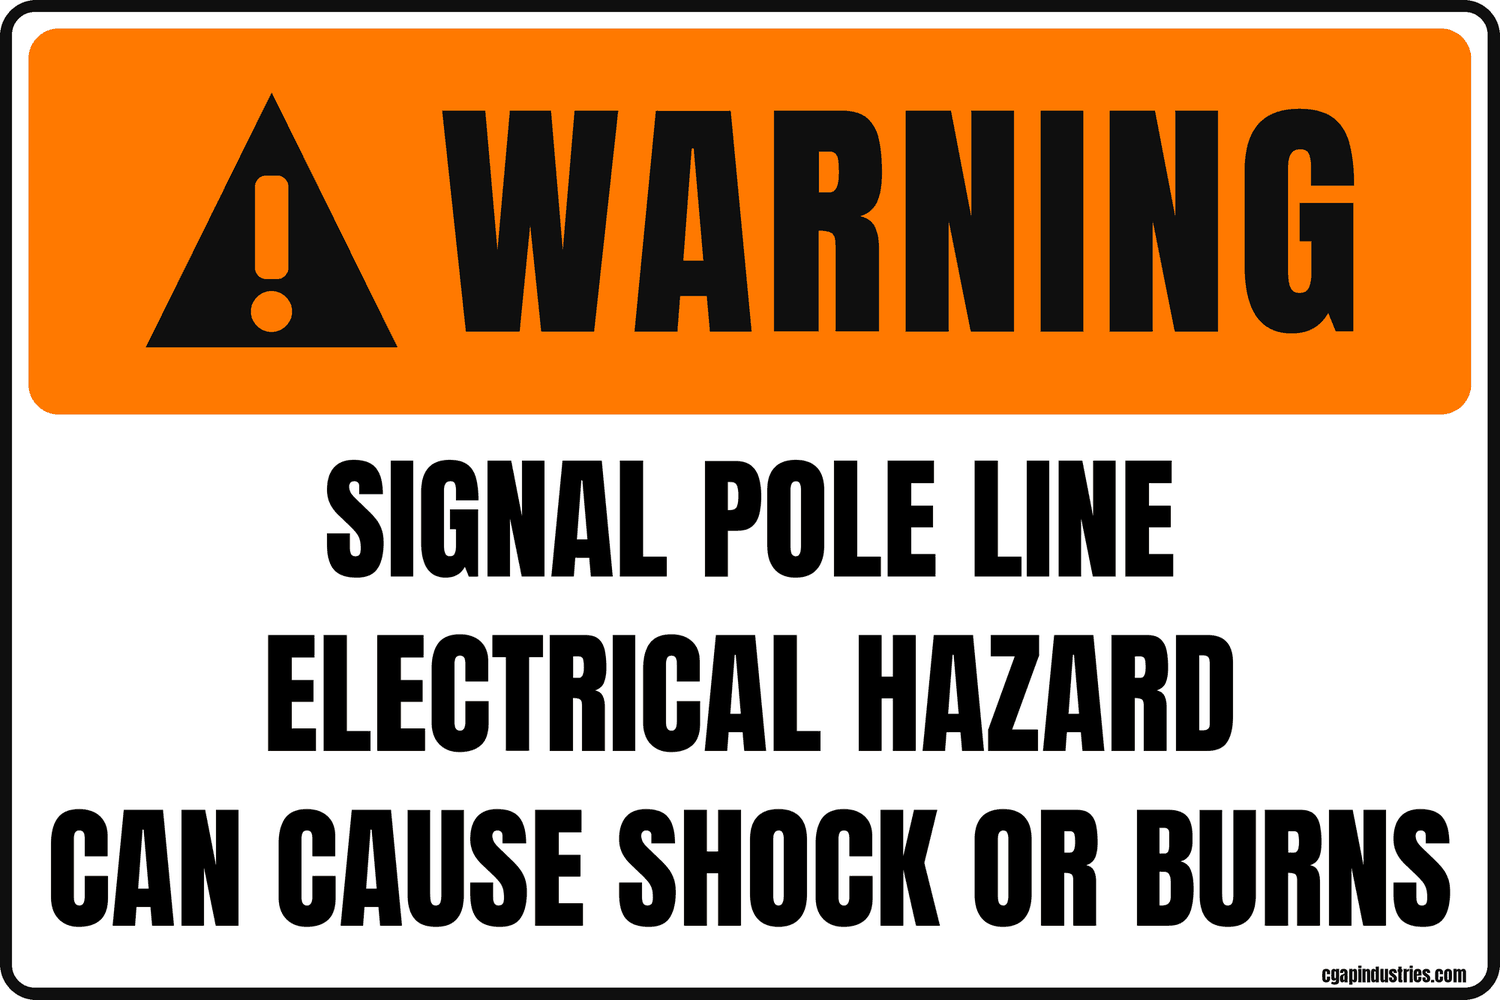 WARNING
SIGNAL POLE LINE
ELECTRICAL HAZARD
CAN CAUSE SHOCK OR BURNS
cgapindustries.com